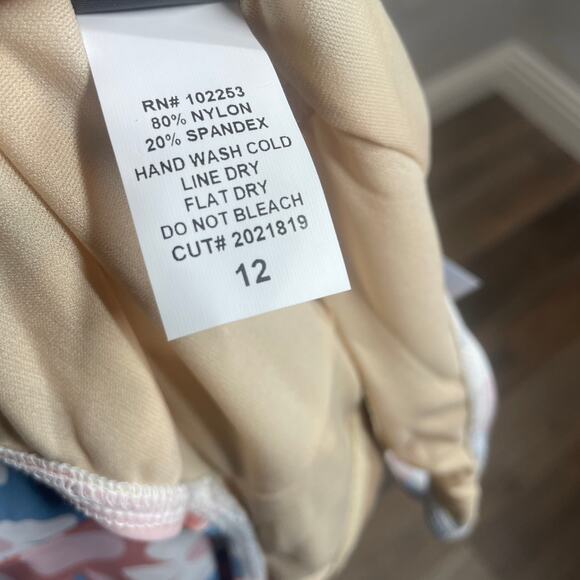 RN# 102253
80% NYLON
20% SPANDEX
HAND WASH COLD
LINE DRY
FLAT DRY
DO NOT BLEACH
CUT# 2021819
12